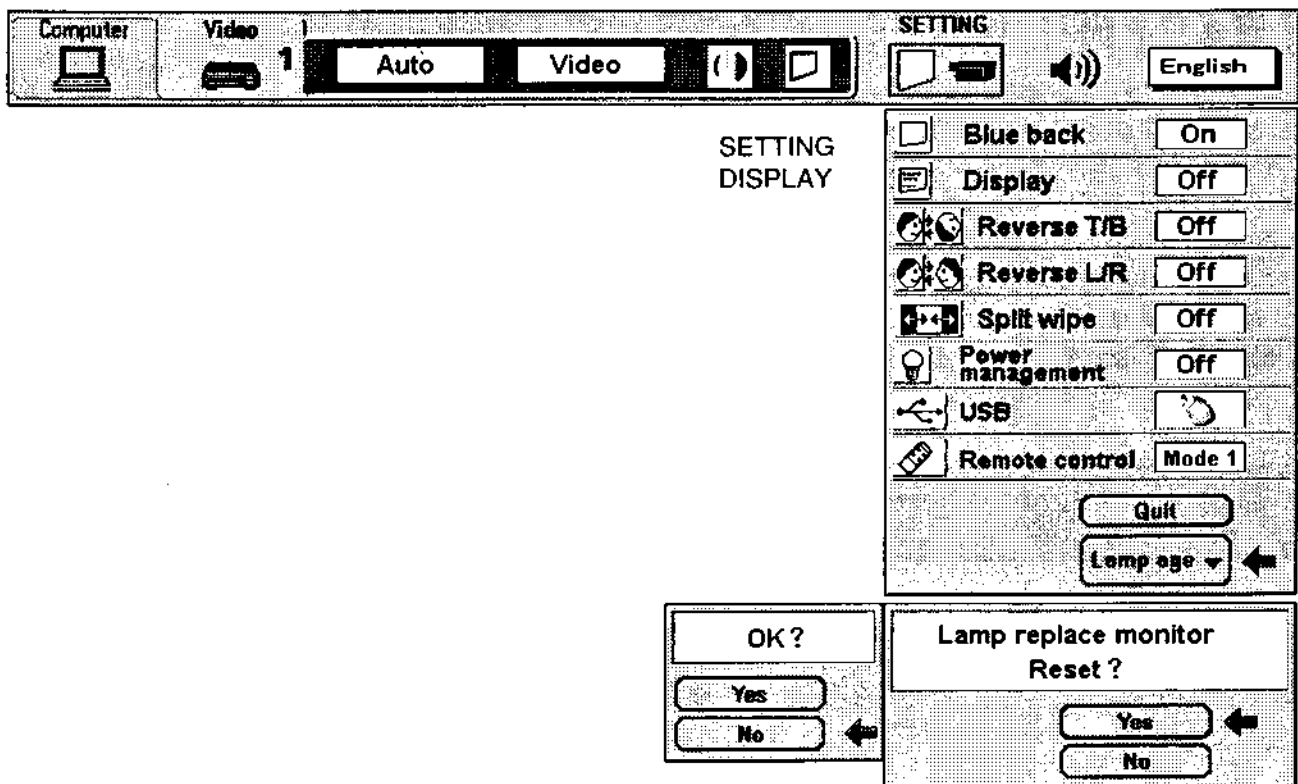 Computer Video 1 Auto Video SETTING English
SETTING
DISPLAY
Blue back On
Display Off
Reverse T/B Off
Reverse L/R Off
Split wipe Off
Power
management Off
USB
Remote control Mode 1
Quit
Lamp age
OK?
Yes
No
Lamp replace monitor
Reset ?
Yes
No